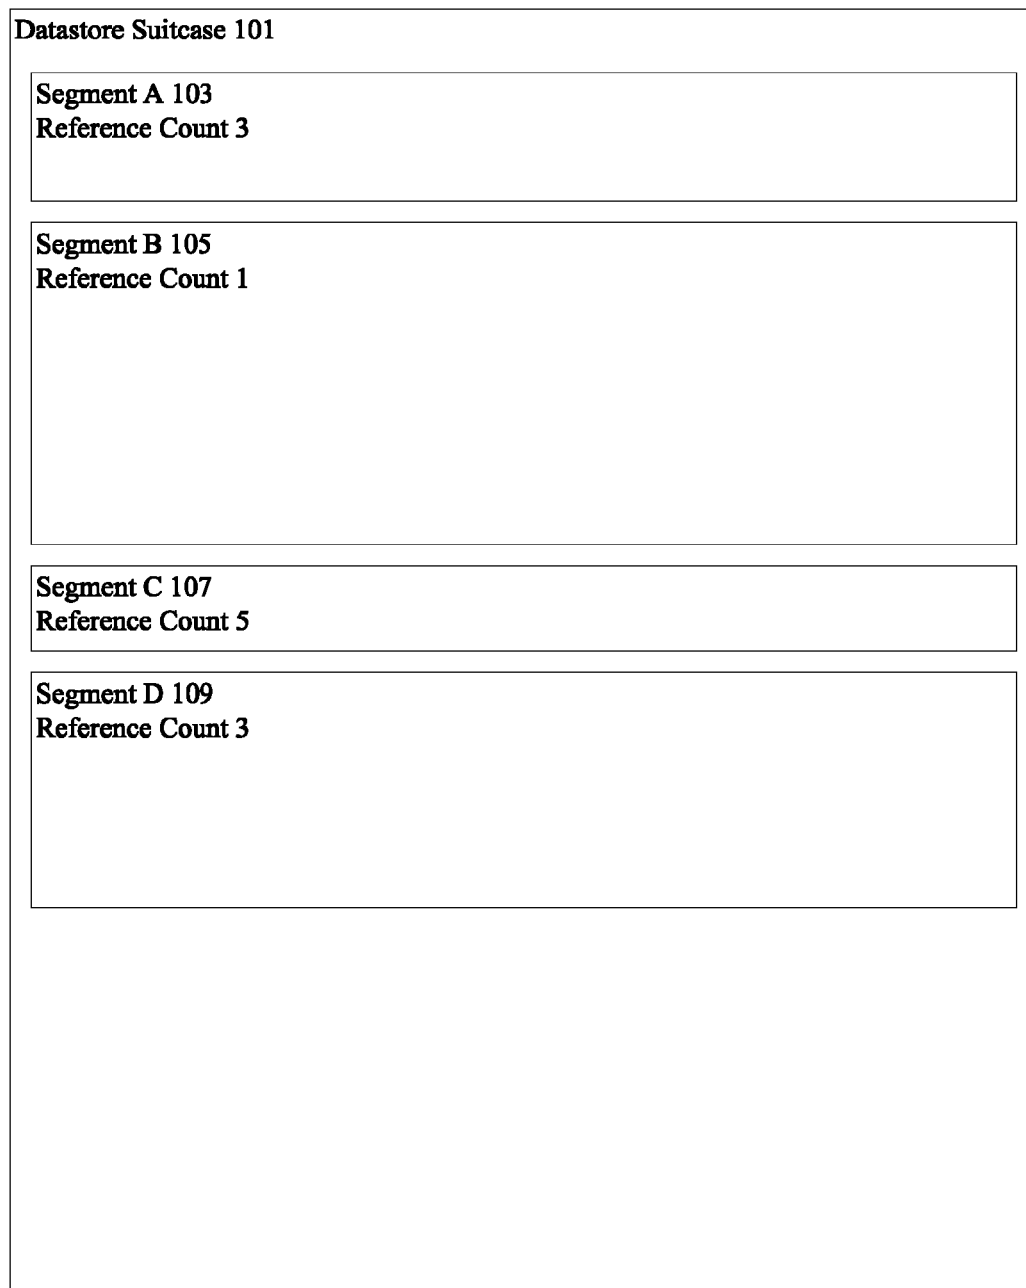 Datastore Suitcase 101
Segment A 103
Reference Count 3
Segment B 105
Reference Count 1
Segment C 107
Reference Count 5
Segment D 109
Reference Count 3